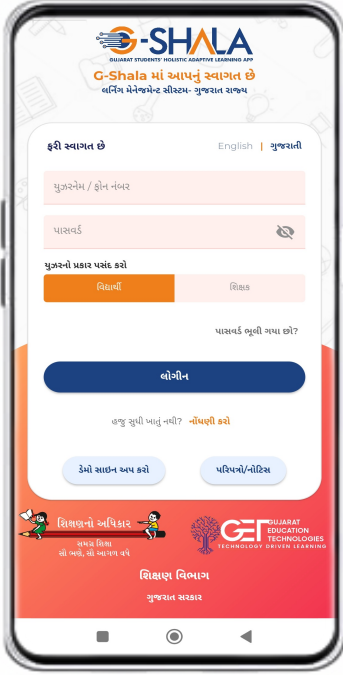 G-SHALA
GUJARAT STUDENTS' HOLISTIC ADAPTIVE LEARNING APP
G-Shala માં આપનું સ્વાગત છે
લર્નિંગ મેનેજમેન્ટ સીસ્ટમ- ગુજરાત રાજ્ય
ફરી સ્વાગત છે
English | ગુજરાતી
યુઝરનેમ / ફોન નંબર
પાસવર્ડ
યુઝરનો પ્રકાર પસંદ કરો
વિદ્યાર્થી
શિક્ષક
પાસવર્ડ ભૂલી ગયા છો?
લોગીન
હજુ સુધી ખાતું નથી? નોંધણી કરો
ડેમો સાઇન અપ કરો
પરિપત્રો/નોટિસ
શિક્ષણનો અધિકાર
સમગ્ર શિક્ષા
સૌ ભણે, સૌ આગળ વધે
GET GUJARAT
EDUCATION
TECHNOLOGIES
TECHNOLOGY DRIVEN LEARNING
શિક્ષણ વિભાગ
ગુજરાત સરકાર